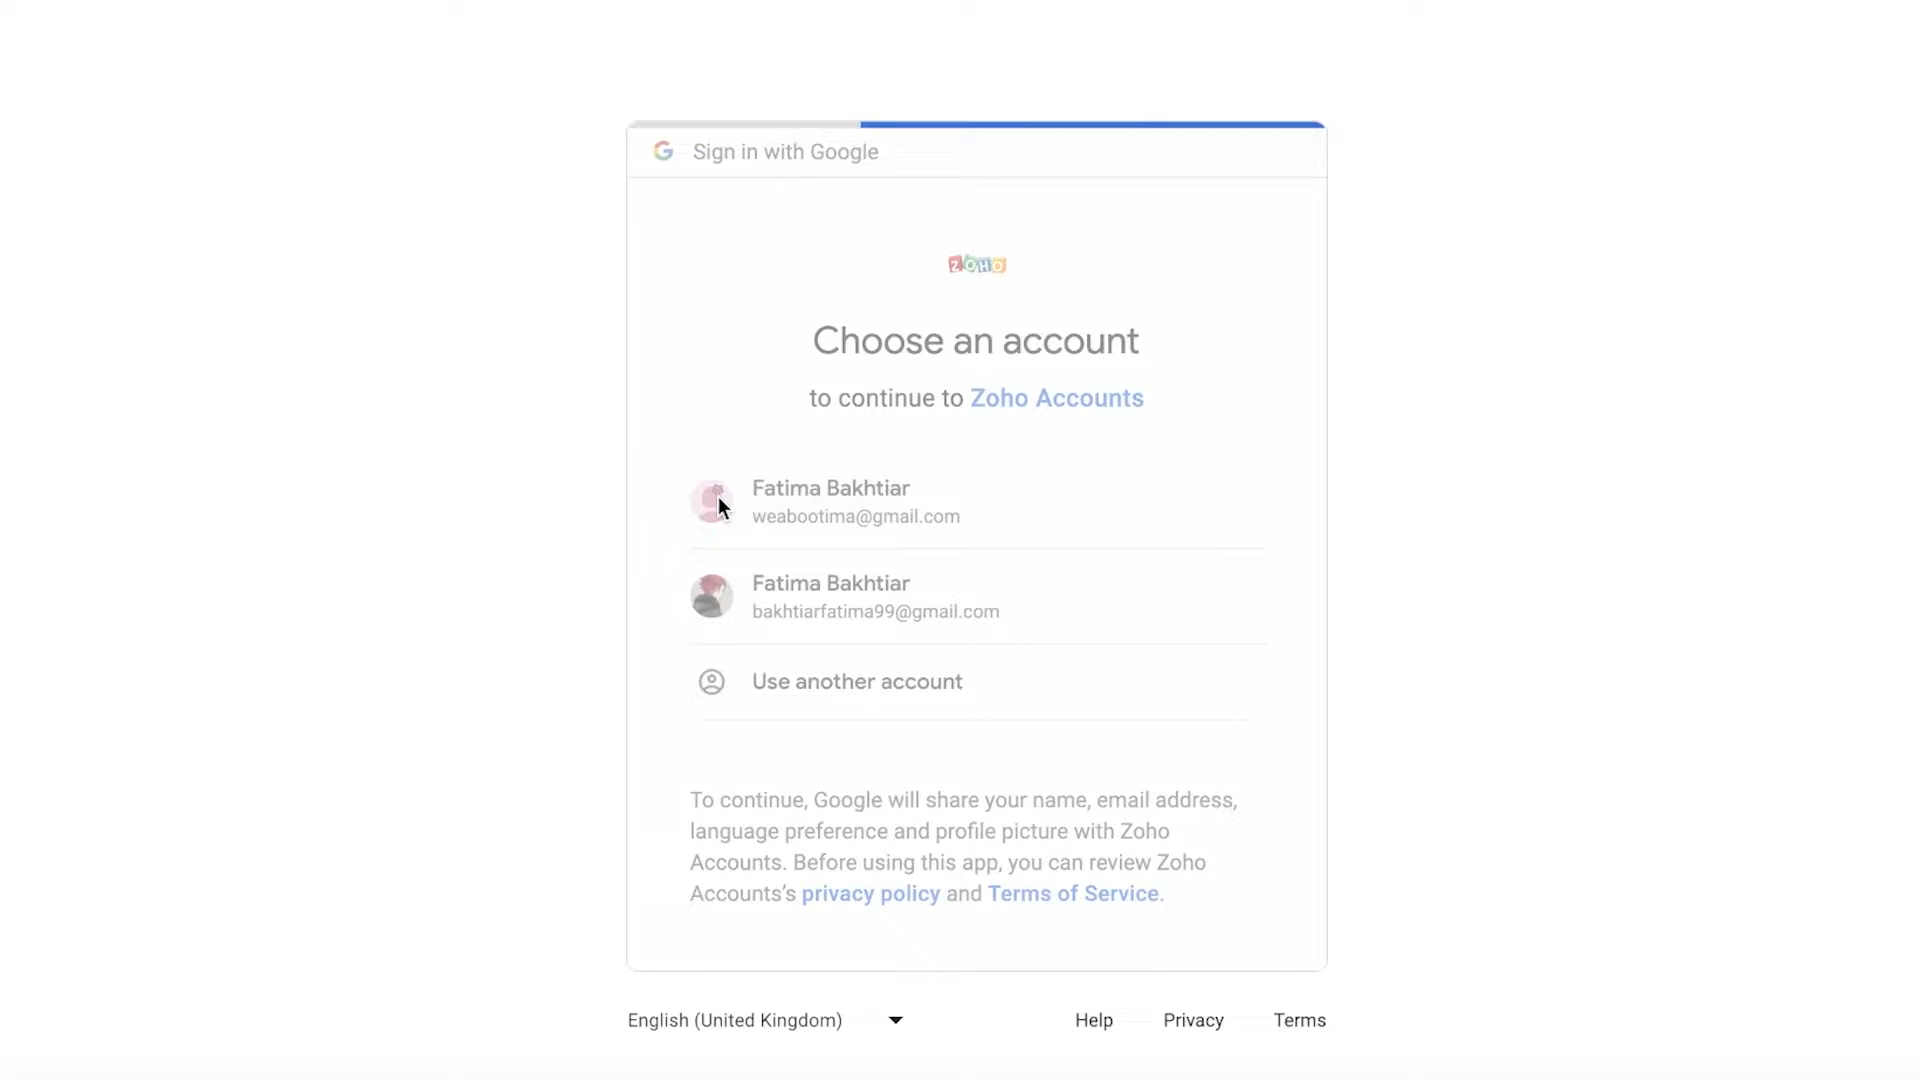 Sign in with Google
ZOHO
Choose an account
to continue to Zoho Accounts
Fatima Bakhtiar
weabootima@gmail.com
Fatima Bakhtiar
bakhtiarfatima99@gmail.com
Use another account
To continue, Google will share your name, email address,
language preference and profile picture with Zoho
Accounts. Before using this app, you can review Zoho
Accounts’s privacy policy and Terms of Service.
English (United Kingdom)
Help
Privacy
Terms